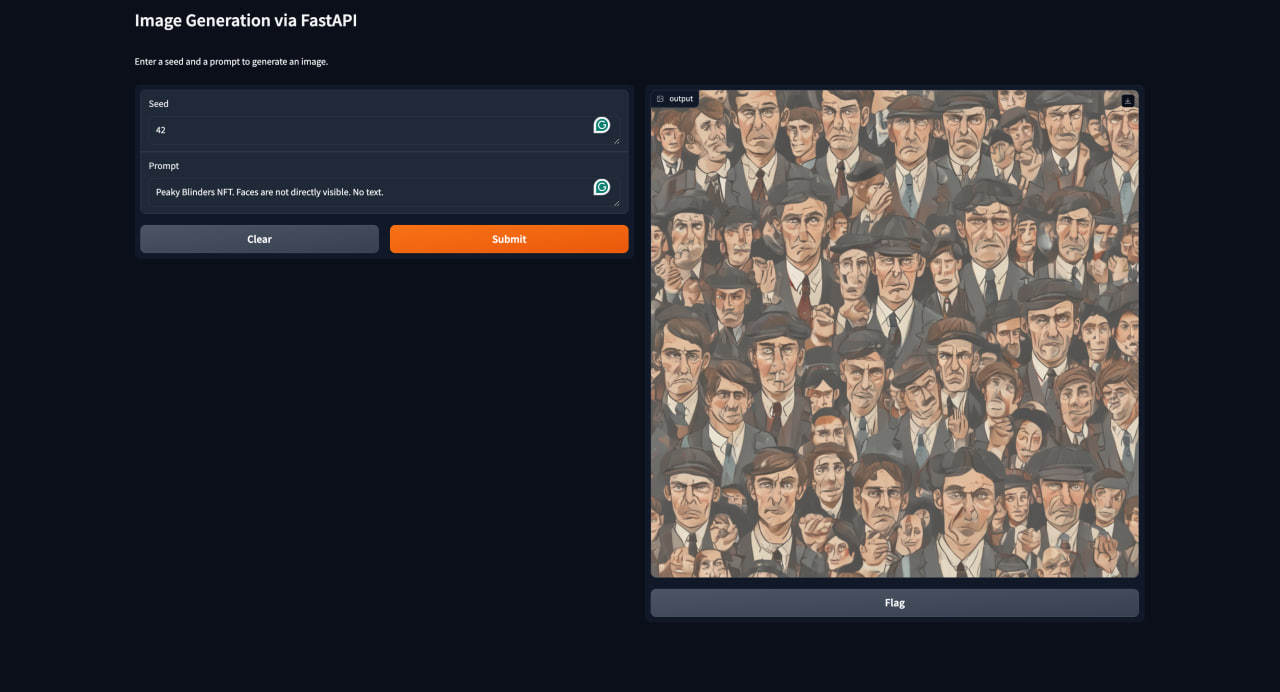 Image Generation via FastAPI
Enter a seed and a prompt to generate an image.
Seed
42
Prompt
Peaky Blinders NFT. Faces are not directly visible. No text.
Clear
Submit
output
Flag